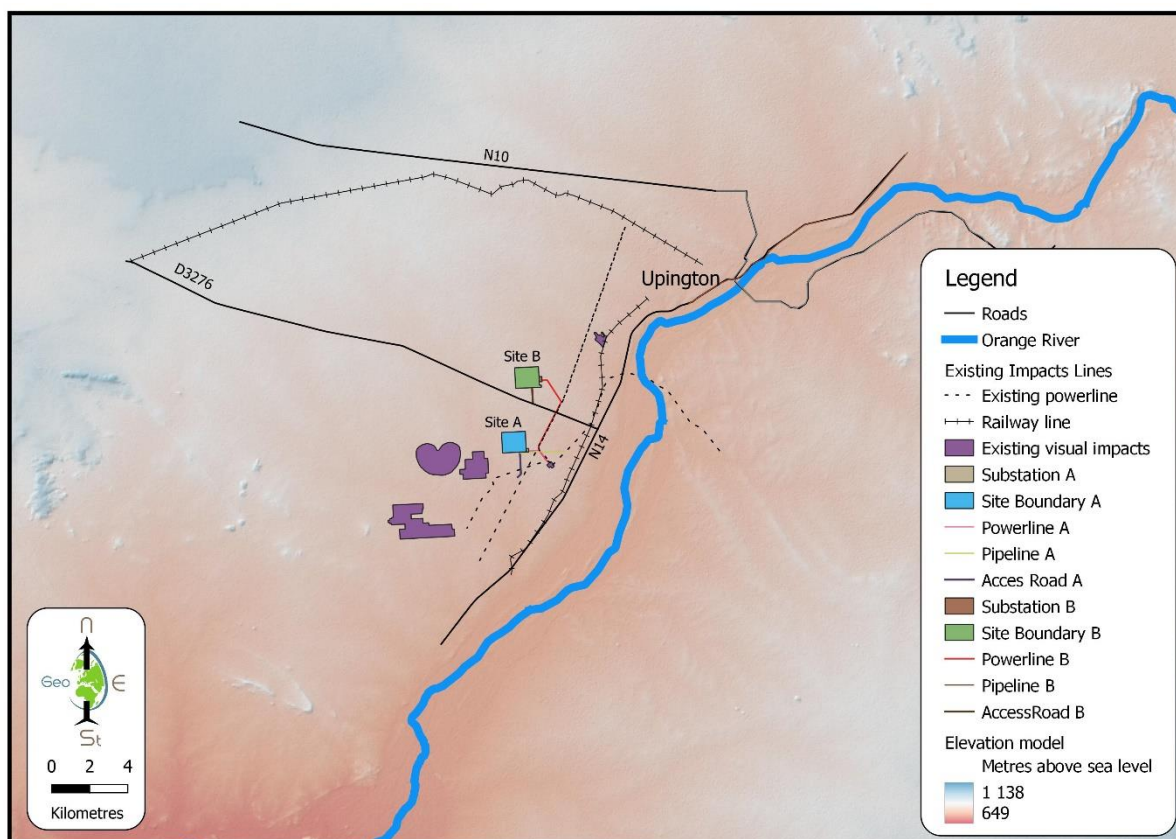 N10
D3276
Upington
Site B
Site A
N14
Legend
Roads
Orange River
Existing Impacts Lines
Existing powerline
Railway line
Existing visual impacts
Substation A
Site Boundary A
Powerline A
Pipeline A
Acces Road A
Substation B
Site Boundary B
Powerline B
Pipeline B
AccessRoad B
Elevation model
Metres above sea level
1 138
649
N
Geo E
St
0 2 4
Kilometres